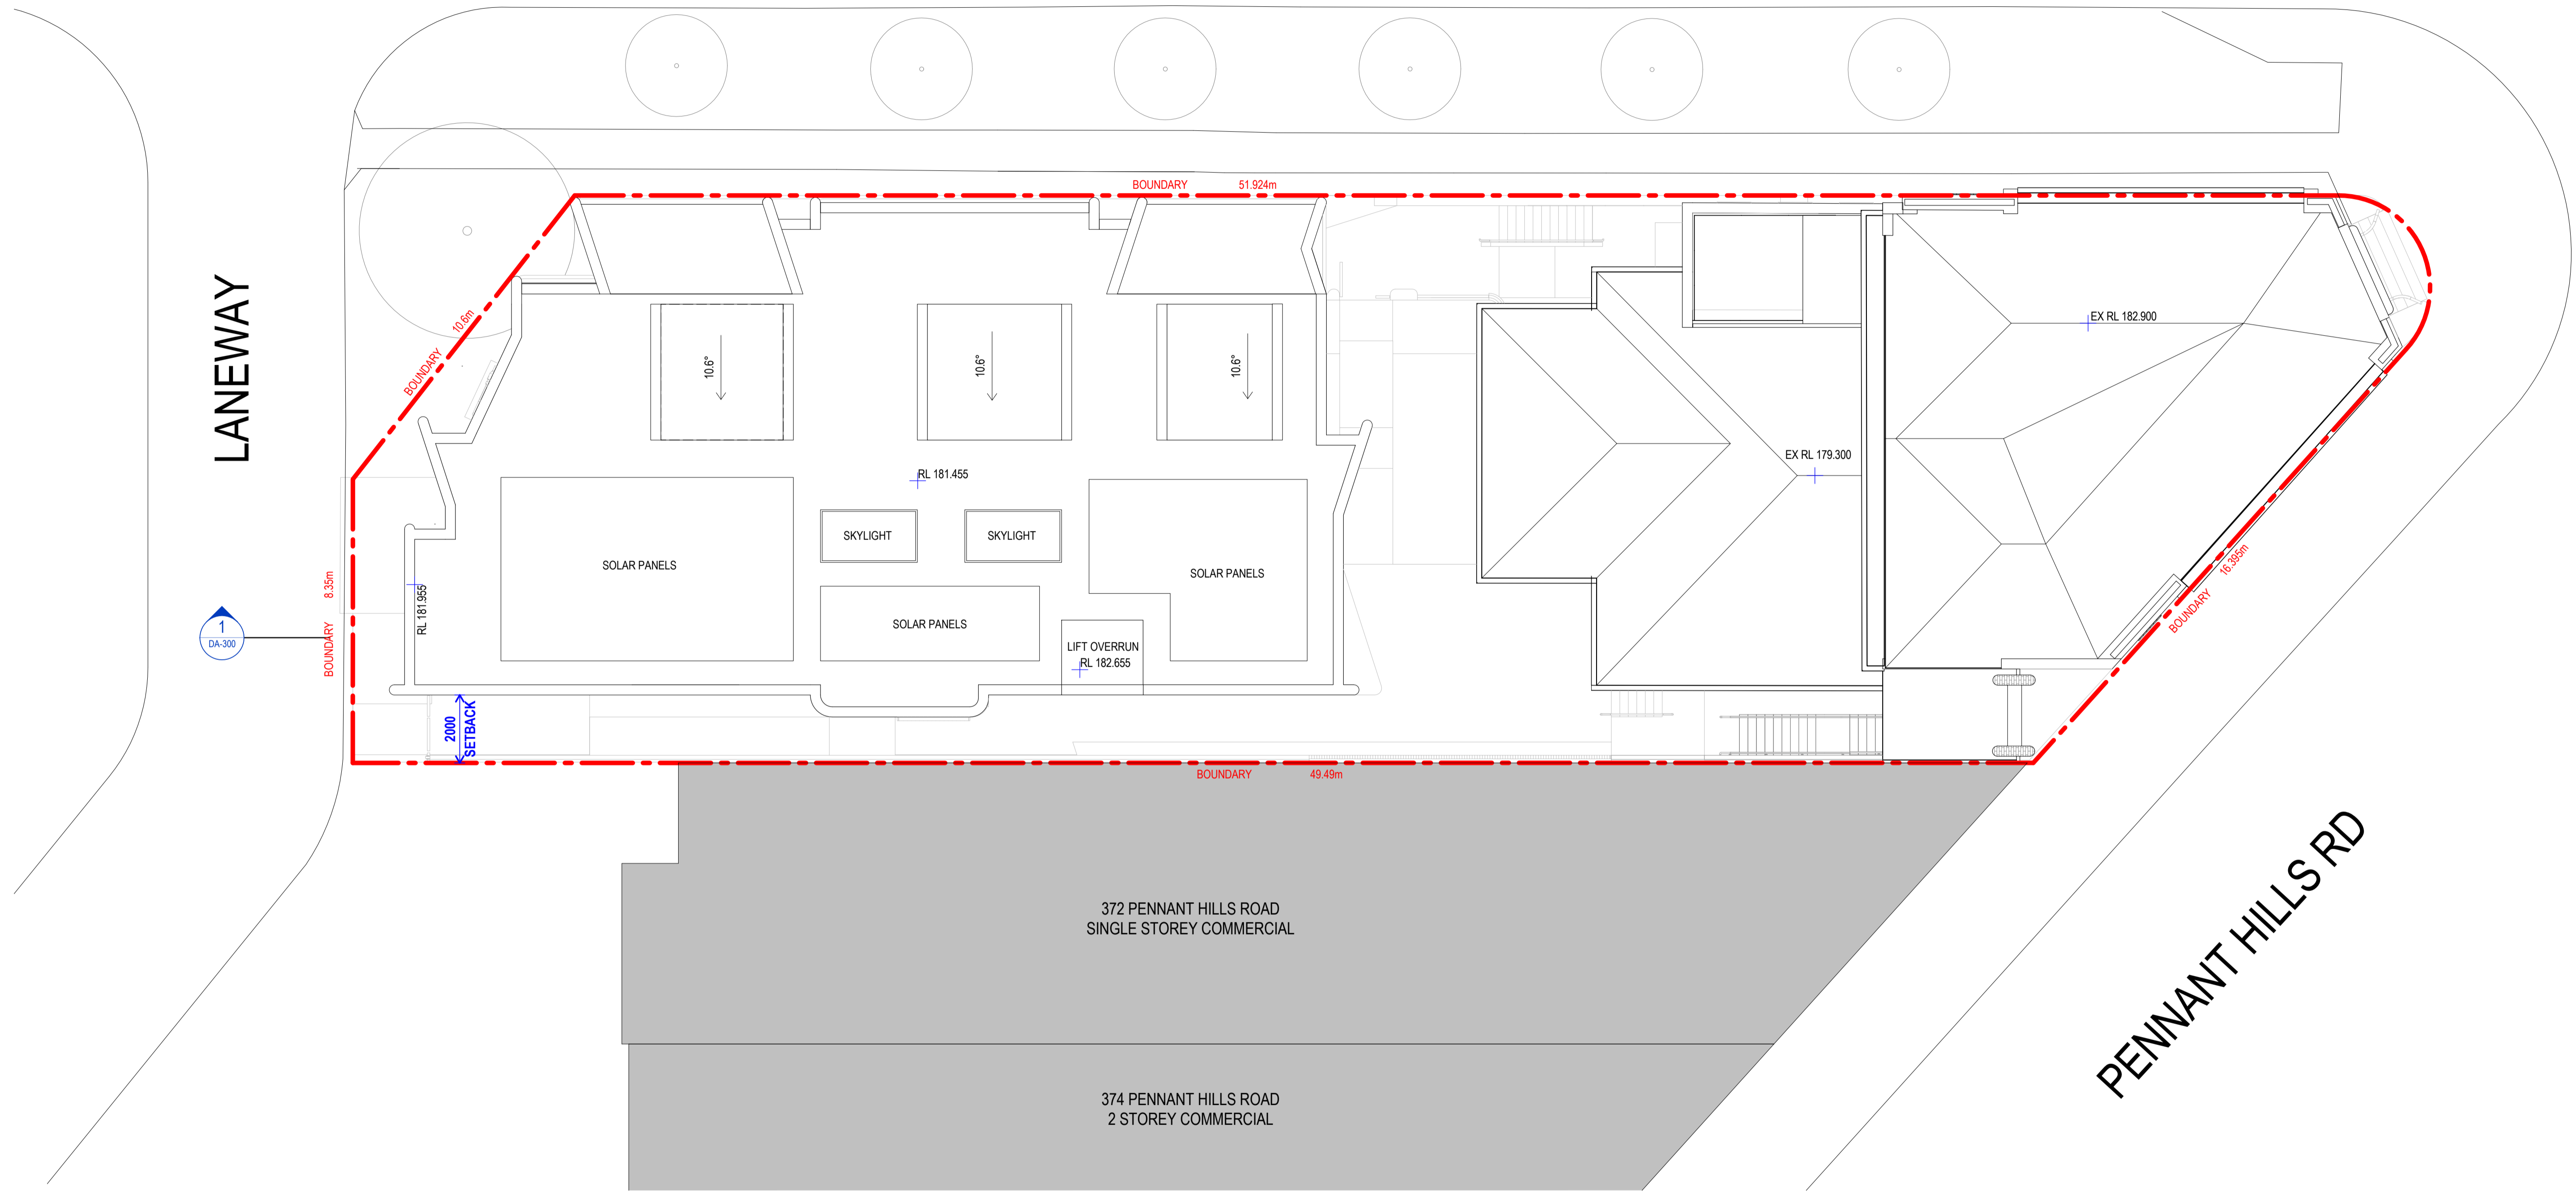 BOUNDARY 51.924m
LANEWAY
BOUNDARY 10.6m
10.6°
10.6°
10.6°
EX RL 182.900
EX RL 179.300
RL 181.455
SKYLIGHT
SKYLIGHT
SOLAR PANELS
SOLAR PANELS
SOLAR PANELS
RL 181.955
BOUNDARY 8.35m
1
DA-300
LIFT OVERRUN
RL 182.655
BOUNDARY 16.395m
2000
SETBACK
BOUNDARY 49.49m
372 PENNANT HILLS ROAD
SINGLE STOREY COMMERCIAL
PENNANT HILLS RD
374 PENNANT HILLS ROAD
2 STOREY COMMERCIAL